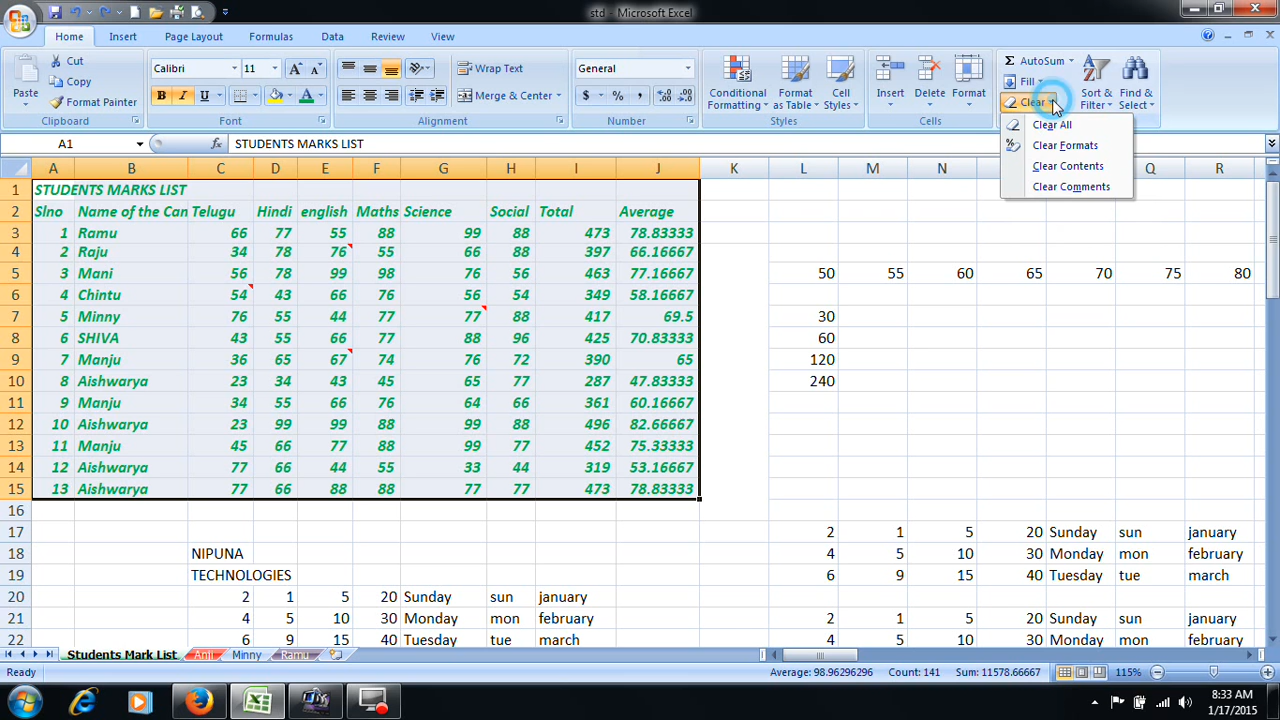 std - Microsoft Excel
Home Insert Page Layout Formulas Data Review View
Paste Cut Copy Format Painter Clipboard
Calibri 11 B I U Font
Wrap Text Merge & Center Alignment
General $ % , Number
Conditional Formatting Format as Table Cell Styles Styles
Insert Delete Format Cells
Σ AutoSum Fill Clear Sort & Filter Find & Select
Clear All
Clear Formats
Clear Contents
Clear Comments
A1 STUDENTS MARKS LIST
A B C D E F G H I J K L M N Q R
1 STUDENTS MARKS LIST
2 Slno Name of the Can Telugu Hindi english Maths Science Social Total Average
3 1 Ramu 66 77 55 88 99 88 473 78.83333
4 2 Raju 34 78 76 55 66 88 397 66.16667
5 3 Mani 56 78 99 98 76 56 463 77.16667 50 55 60 65 70 75 80
6 4 Chintu 54 43 66 76 56 54 349 58.16667
7 5 Minny 76 55 44 77 77 88 417 69.5 30
8 6 SHIVA 43 55 66 77 88 96 425 70.83333 60
9 7 Manju 36 65 67 74 76 72 390 65 120
10 8 Aishwarya 23 34 43 45 65 77 287 47.83333 240
11 9 Manju 34 55 66 76 64 66 361 60.16667
12 10 Aishwarya 23 99 99 88 99 88 496 82.66667
13 11 Manju 45 66 77 88 99 77 452 75.33333
14 12 Aishwarya 77 66 44 55 33 44 319 53.16667
15 13 Aishwarya 77 66 88 88 77 77 473 78.83333
16
17 2 1 5 20 Sunday sun january
18 NIPUNA 4 5 10 30 Monday mon february
19 TECHNOLOGIES 6 9 15 40 Tuesday tue march
20 2 1 5 20 Sunday sun january
21 4 5 10 30 Monday mon february 2 1 5 20 Sunday sun january
22 6 9 15 40 Tuesday tue march 4 5 10 30 Monday mon february
Students Mark List Anil Minny Ramu
Ready Average: 98.96296296 Count: 141 Sum: 11578.66667 115%
8:33 AM
1/17/2015